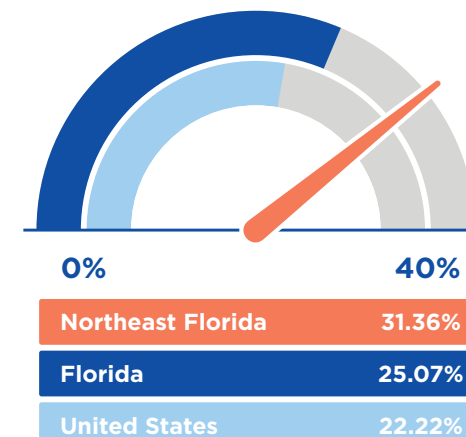 0% 40%
Northeast Florida 31.36%
Florida 25.07%
United States 22.22%